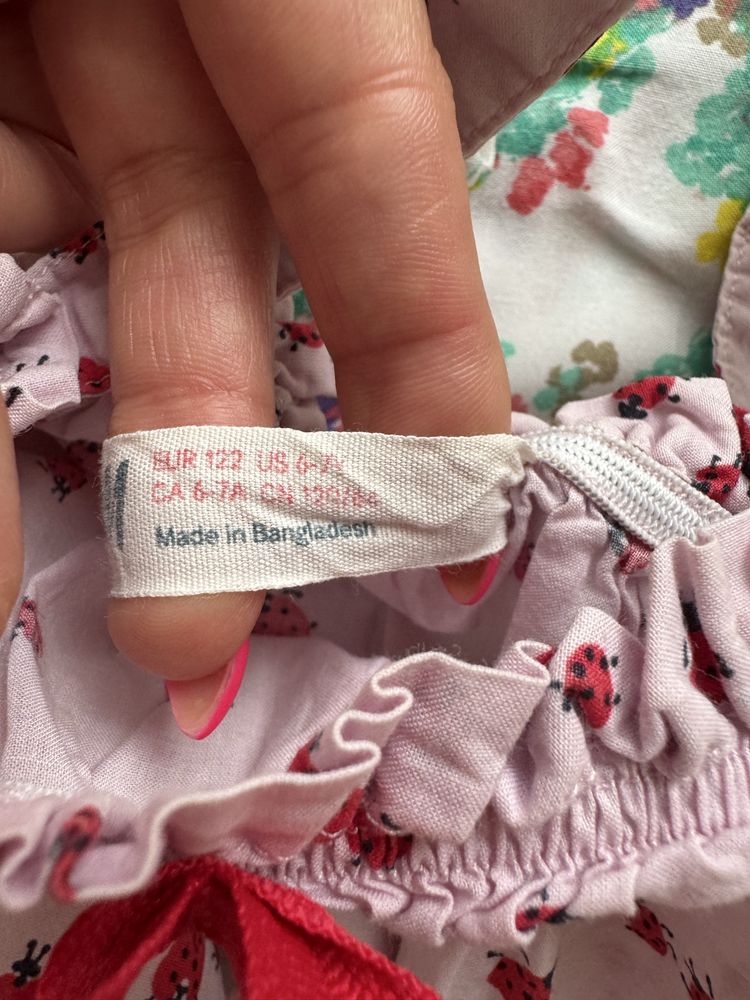 EUR 122 US 6-7Y
CA 6-7A CN 120/64
Made in Bangladesh